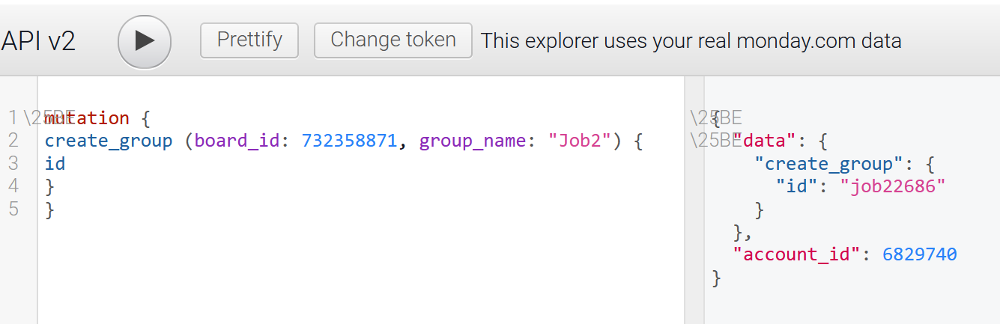 API v2 Prettify Change token This explorer uses your real monday.com data
1 \25BE mutation {
2 create_group (board_id: 732358871, group_name: "Job2") {
3 id
4 }
5 }
\25BE {
\25BE "data": {
"create_group": {
"id": "job22686"
}
},
"account_id": 6829740
}